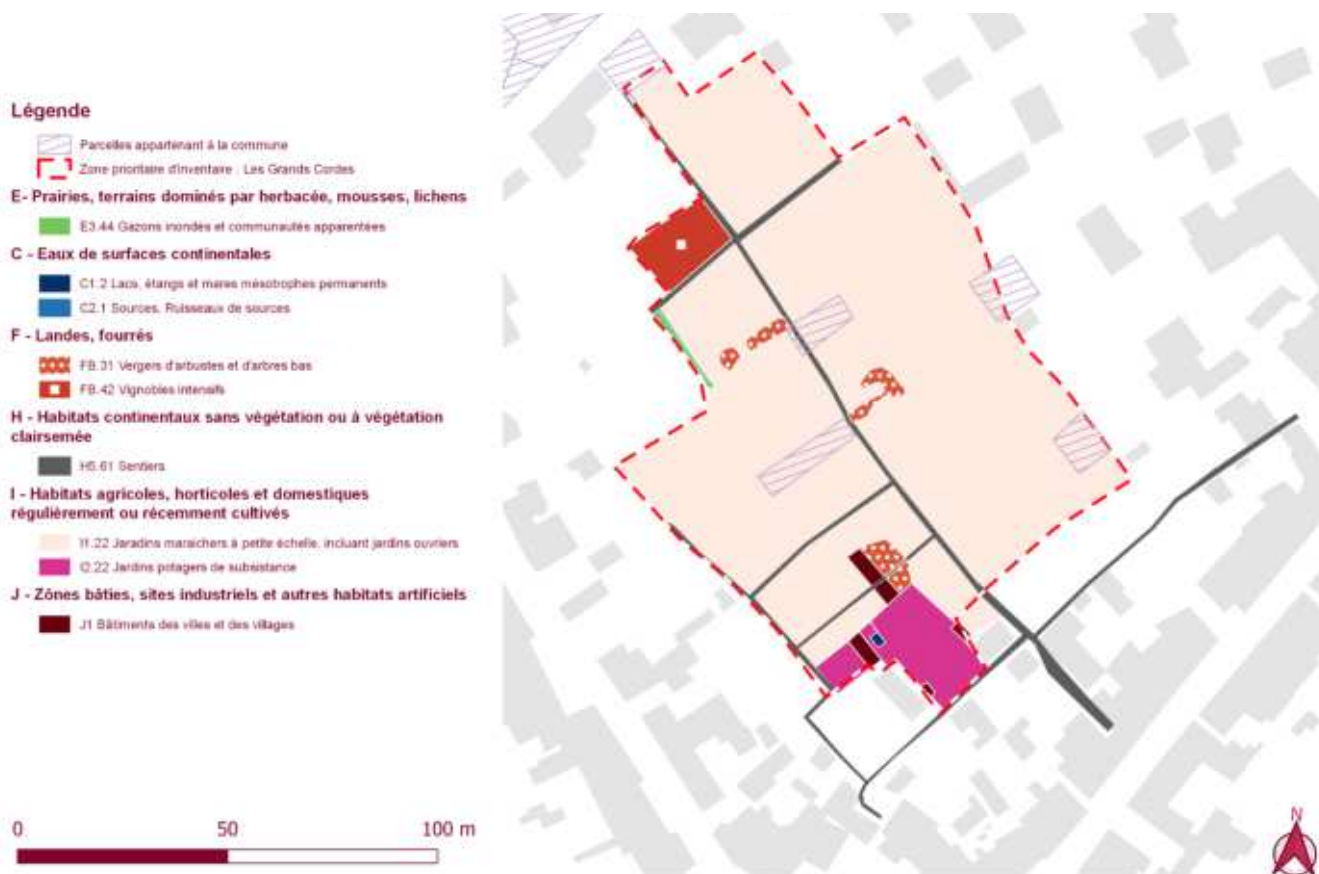 Légende
Parcelles appartenant à la commune
Zone prioritaire d'inventaire : Les Grands Cordes
E- Prairies, terrains dominés par herbacée, mousses, lichens
E3.44 Gazons inondés et communautés apparentées
C - Eaux de surfaces continentales
C1.2 Lacs, étangs et mares mésotrophes permanents
C2.1 Sources, Ruisseaux de sources
F - Landes, fourrés
FB.31 Vergers d'arbustes et d'arbres bas
FB.42 Vignobles intensifs
H - Habitats continentaux sans végétation ou à végétation
clairsemée
H5.61 Sentiers
I - Habitats agricoles, horticoles et domestiques
régulièrement ou récemment cultivés
I1.22 Jaradins maraichers à petite échelle, incluant jardins ouvriers
I2.22 Jardins potagers de subsistance
J - Zônes bâties, sites industriels et autres habitats artificiels
J1 Bâtiments des villes et des villages
0 50 100 m
N